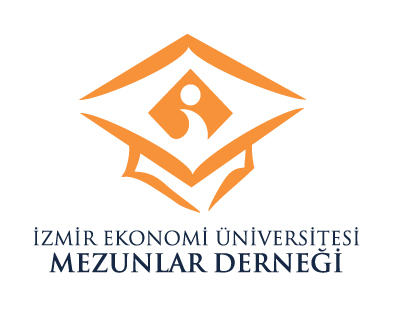 İZMİR EKONOMİ ÜNİVERSİTESİ
MEZUNLAR DERNEĞİ